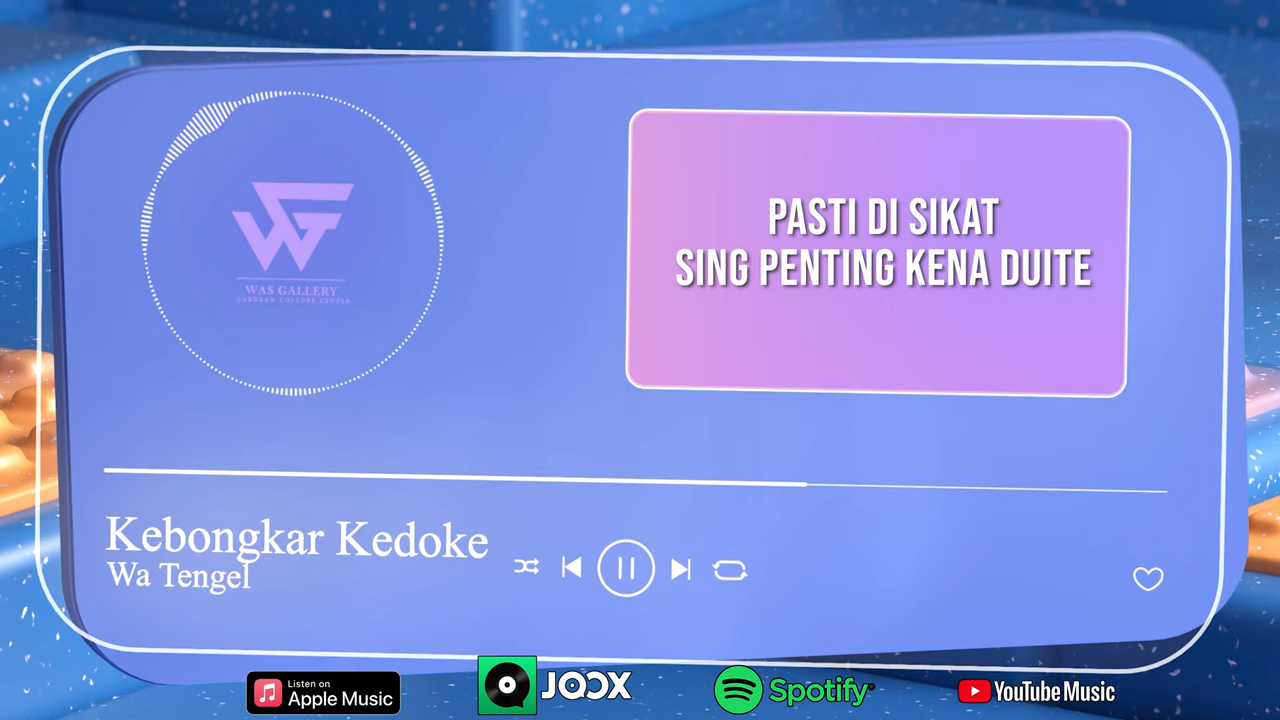 PASTI DI SIKAT
SING PENTING KENA DUITE
WAS GALLERY
CARUBAN CULTURE CENTER
Kebongkar Kedoke
Wa Tengel
Listen on
Apple Music
JOOX
Spotify
YouTube Music